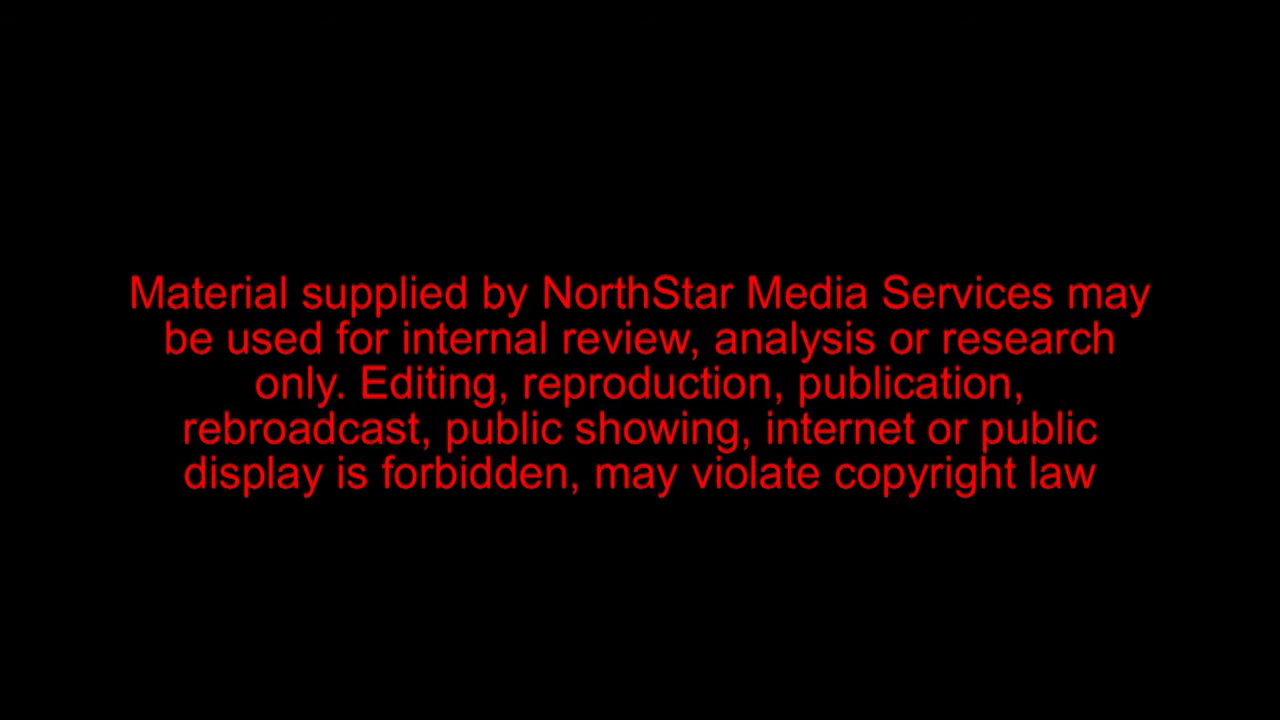 Material supplied by NorthStar Media Services may
be used for internal review, analysis or research
only. Editing, reproduction, publication,
rebroadcast, public showing, internet or public
display is forbidden, may violate copyright law